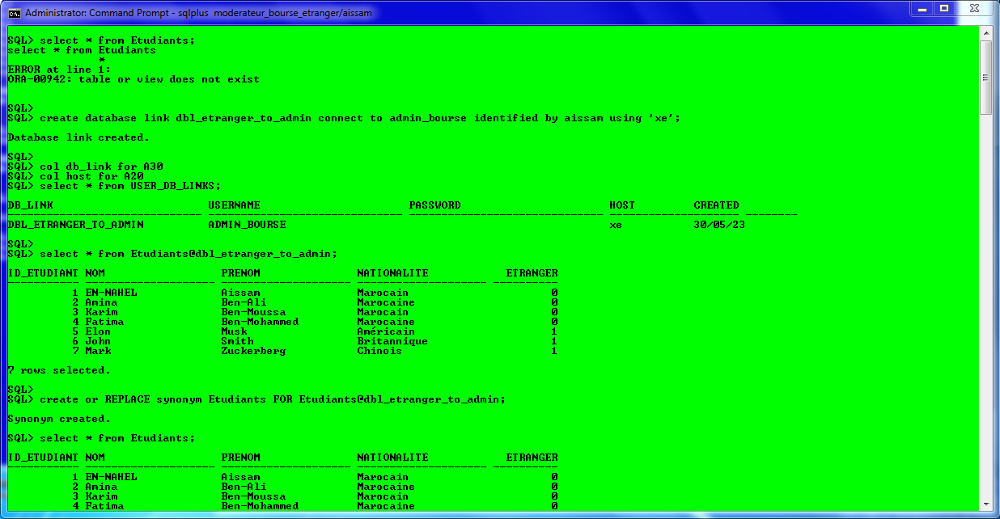 Administrator: Command Prompt - sqlplus  moderateur_bourse_etranger/aissam
SQL> select * from Etudiants;
select * from Etudiants
              *
ERROR at line 1:
ORA-00942: table or view does not exist
SQL>
SQL> create database link dbl_etranger_to_admin connect to admin_bourse identified by aissam using 'xe';
Database link created.
SQL>
SQL> col db_link for A30
SQL> col host for A20
SQL> select * from USER_DB_LINKS;
DB_LINK                        USERNAME                       PASSWORD                       HOST         CREATED
------------------------------ ------------------------------ ------------------------------ -------------------- --------
DBL_ETRANGER_TO_ADMIN          ADMIN_BOURSE                                                  xe           30/05/23
SQL>
SQL> select * from Etudiants@dbl_etranger_to_admin;
ID_ETUDIANT NOM                  PRENOM               NATIONALITE            ETRANGER
----------- -------------------- -------------------- -------------------- ----------
          1 EN-NAHEL             Aissam               Marocain                      0
          2 Amina                Ben-Ali              Marocaine                     0
          3 Karim                Ben-Moussa           Marocain                      0
          4 Fatima               Ben-Mohammed         Marocaine                     0
          5 Elon                 Musk                 Américain                     1
          6 John                 Smith                Britannique                   1
          7 Mark                 Zuckerberg           Chinois                       1
7 rows selected.
SQL>
SQL> create or REPLACE synonym Etudiants FOR Etudiants@dbl_etranger_to_admin;
Synonym created.
SQL> select * from Etudiants;
ID_ETUDIANT NOM                  PRENOM               NATIONALITE            ETRANGER
----------- -------------------- -------------------- -------------------- ----------
          1 EN-NAHEL             Aissam               Marocain                      0
          2 Amina                Ben-Ali              Marocaine                     0
          3 Karim                Ben-Moussa           Marocain                      0
          4 Fatima               Ben-Mohammed         Marocaine                     0